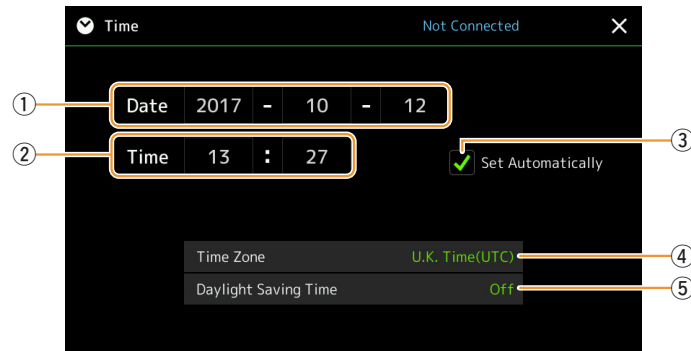 Time Not Connected
① Date 2017 - 10 - 12
② Time 13 : 27
③ Set Automatically
Time Zone U.K. Time(UTC) ④
Daylight Saving Time Off ⑤